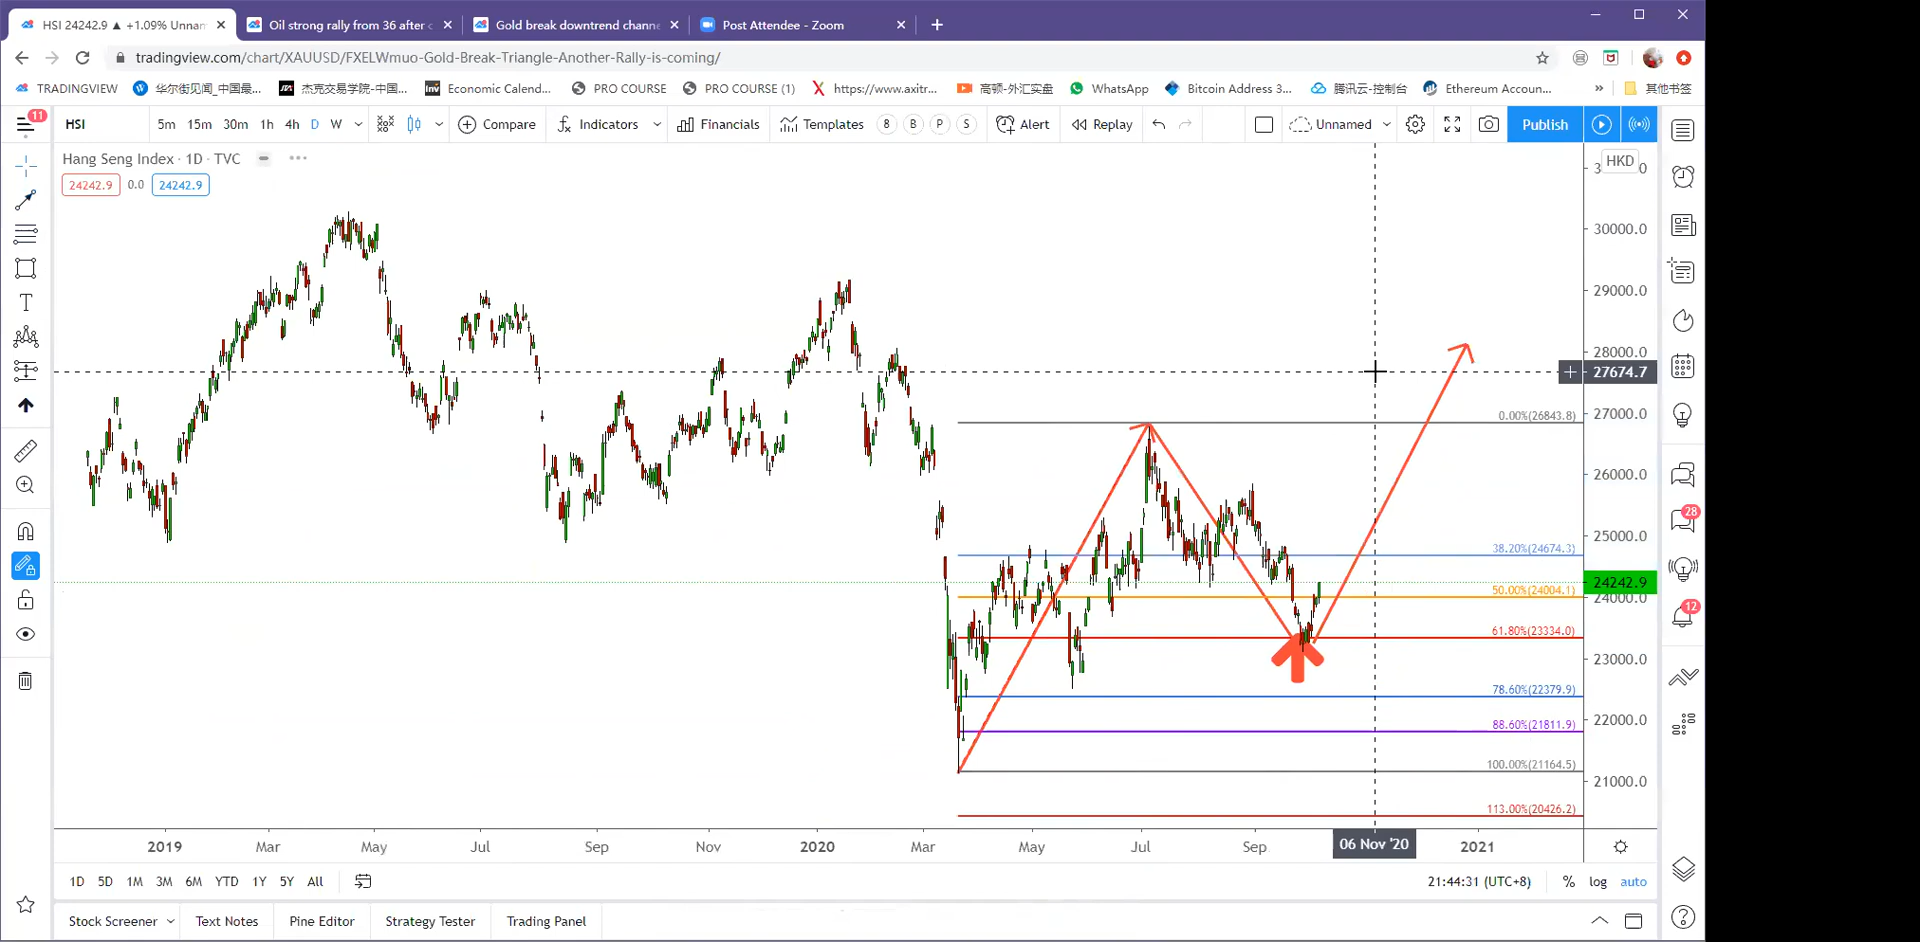 HSI 24242.9 ▲ +1.09% Unnam
Oil strong rally from 36 after
Gold break downtrend chann
Post Attendee - Zoom
tradingview.com/chart/XAUUSD/FXELWmuo-Gold-Break-Triangle-Another-Rally-is-coming/
TRADINGVIEW
华尔街见闻_中国最...
杰克交易学院-中国...
Economic Calend...
PRO COURSE
PRO COURSE (1)
https://www.axitr...
高顿-外汇实盘
WhatsApp
Bitcoin Address 3...
腾讯云-控制台
Ethereum Accoun...
»
其他书签
11
HSI
5m 15m 30m 1h 4h D W
Compare
Indicators
Financials
Templates
8 B P S
Alert
Replay
Unnamed
Publish
Hang Seng Index · 1D · TVC
24242.9 0.0 24242.9
HKD
30000.0
29000.0
28000.0
27674.7
27000.0
0.00%(26843.8)
26000.0
25000.0
38.20%(24674.3)
24242.9
50.00%(24004.1)
24000.0
61.80%(23334.0)
23000.0
78.60%(22379.9)
22000.0
88.60%(21811.9)
100.00%(21164.5)
21000.0
113.00%(20426.2)
28
12
2019 Mar May Jul Sep Nov 2020 Mar May Jul Sep 06 Nov '20 2021
1D 5D 1M 3M 6M YTD 1Y 5Y All
21:44:31 (UTC+8) % log auto
Stock Screener
Text Notes
Pine Editor
Strategy Tester
Trading Panel